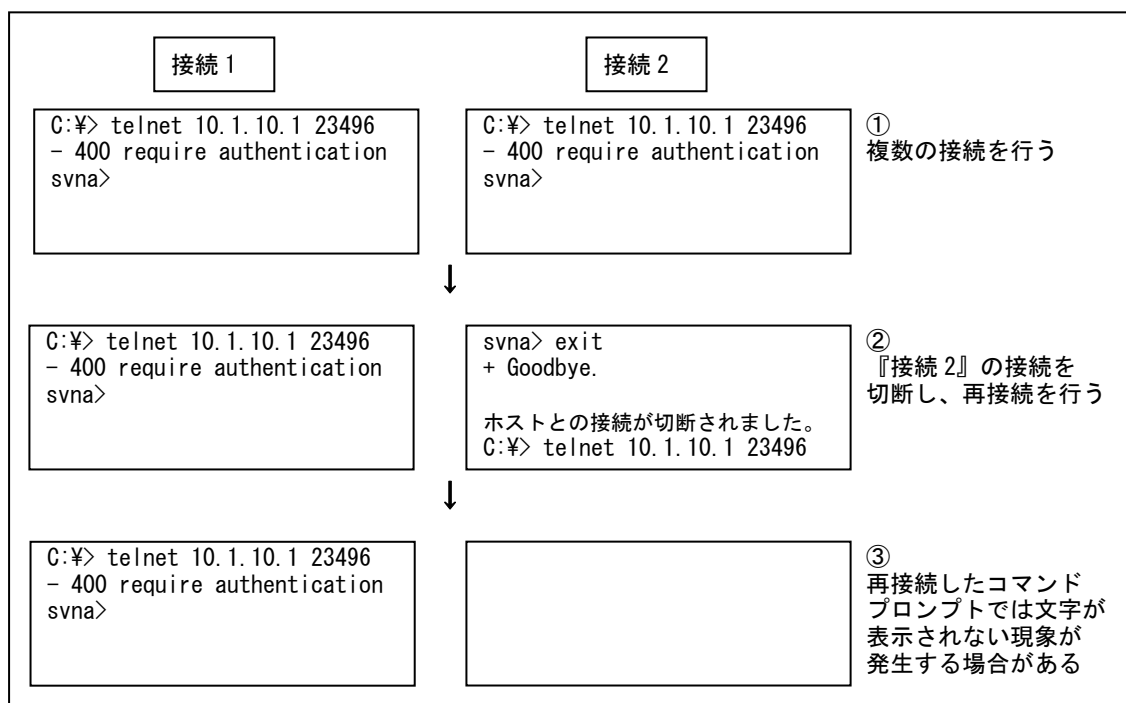 接続 1
接続 2
C:¥> telnet 10.1.10.1 23496
- 400 require authentication
svna>
C:¥> telnet 10.1.10.1 23496
- 400 require authentication
svna>
①
複数の接続を行う
↓
C:¥> telnet 10.1.10.1 23496
- 400 require authentication
svna>
svna> exit
+ Goodbye.
ホストとの接続が切断されました。
C:¥> telnet 10.1.10.1 23496
②
『接続 2』の接続を
切断し、再接続を行う
↓
C:¥> telnet 10.1.10.1 23496
- 400 require authentication
svna>
③
再接続したコマンド
プロンプトでは文字が
表示されない現象が
発生する場合がある